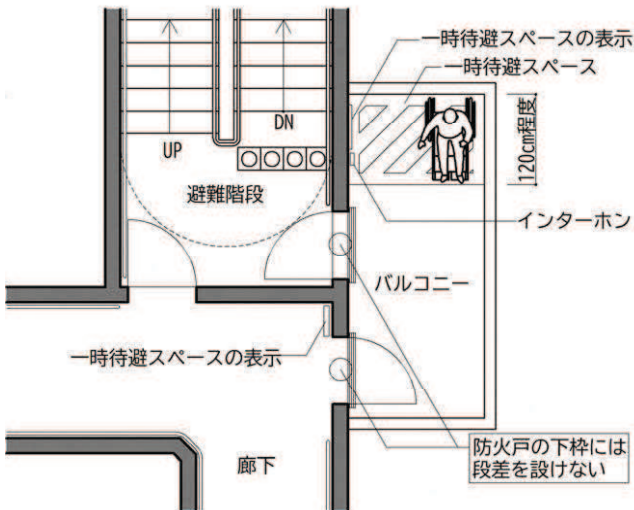 一時待避スペースの表示
一時待避スペース
120cm程度
UP
DN
避難階段
インターホン
バルコニー
一時待避スペースの表示
防火戸の下枠には
段差を設けない
廊下